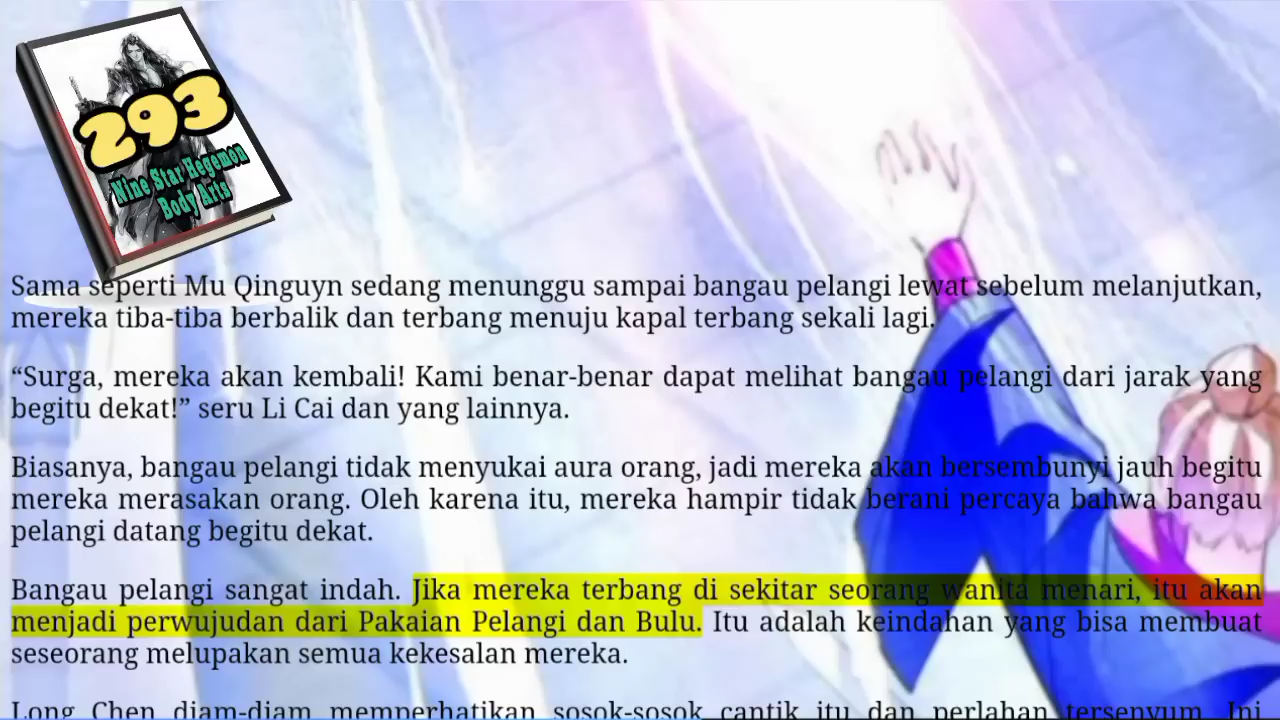 293
Nine Star Hegemon
Body Arts
Sama seperti Mu Qinguyn sedang menunggu sampai bangau pelangi lewat sebelum melanjutkan,
mereka tiba-tiba berbalik dan terbang menuju kapal terbang sekali lagi.
“Surga, mereka akan kembali! Kami benar-benar dapat melihat bangau pelangi dari jarak yang
begitu dekat!” seru Li Cai dan yang lainnya.
Biasanya, bangau pelangi tidak menyukai aura orang, jadi mereka akan bersembunyi jauh begitu
mereka merasakan orang. Oleh karena itu, mereka hampir tidak berani percaya bahwa bangau
pelangi datang begitu dekat.
Bangau pelangi sangat indah. Jika mereka terbang di sekitar seorang wanita menari, itu akan
menjadi perwujudan dari Pakaian Pelangi dan Bulu. Itu adalah keindahan yang bisa membuat
seseorang melupakan semua kekesalan mereka.
Long Chen diam-diam memperhatikan sosok-sosok cantik itu dan perlahan tersenyum. Ini